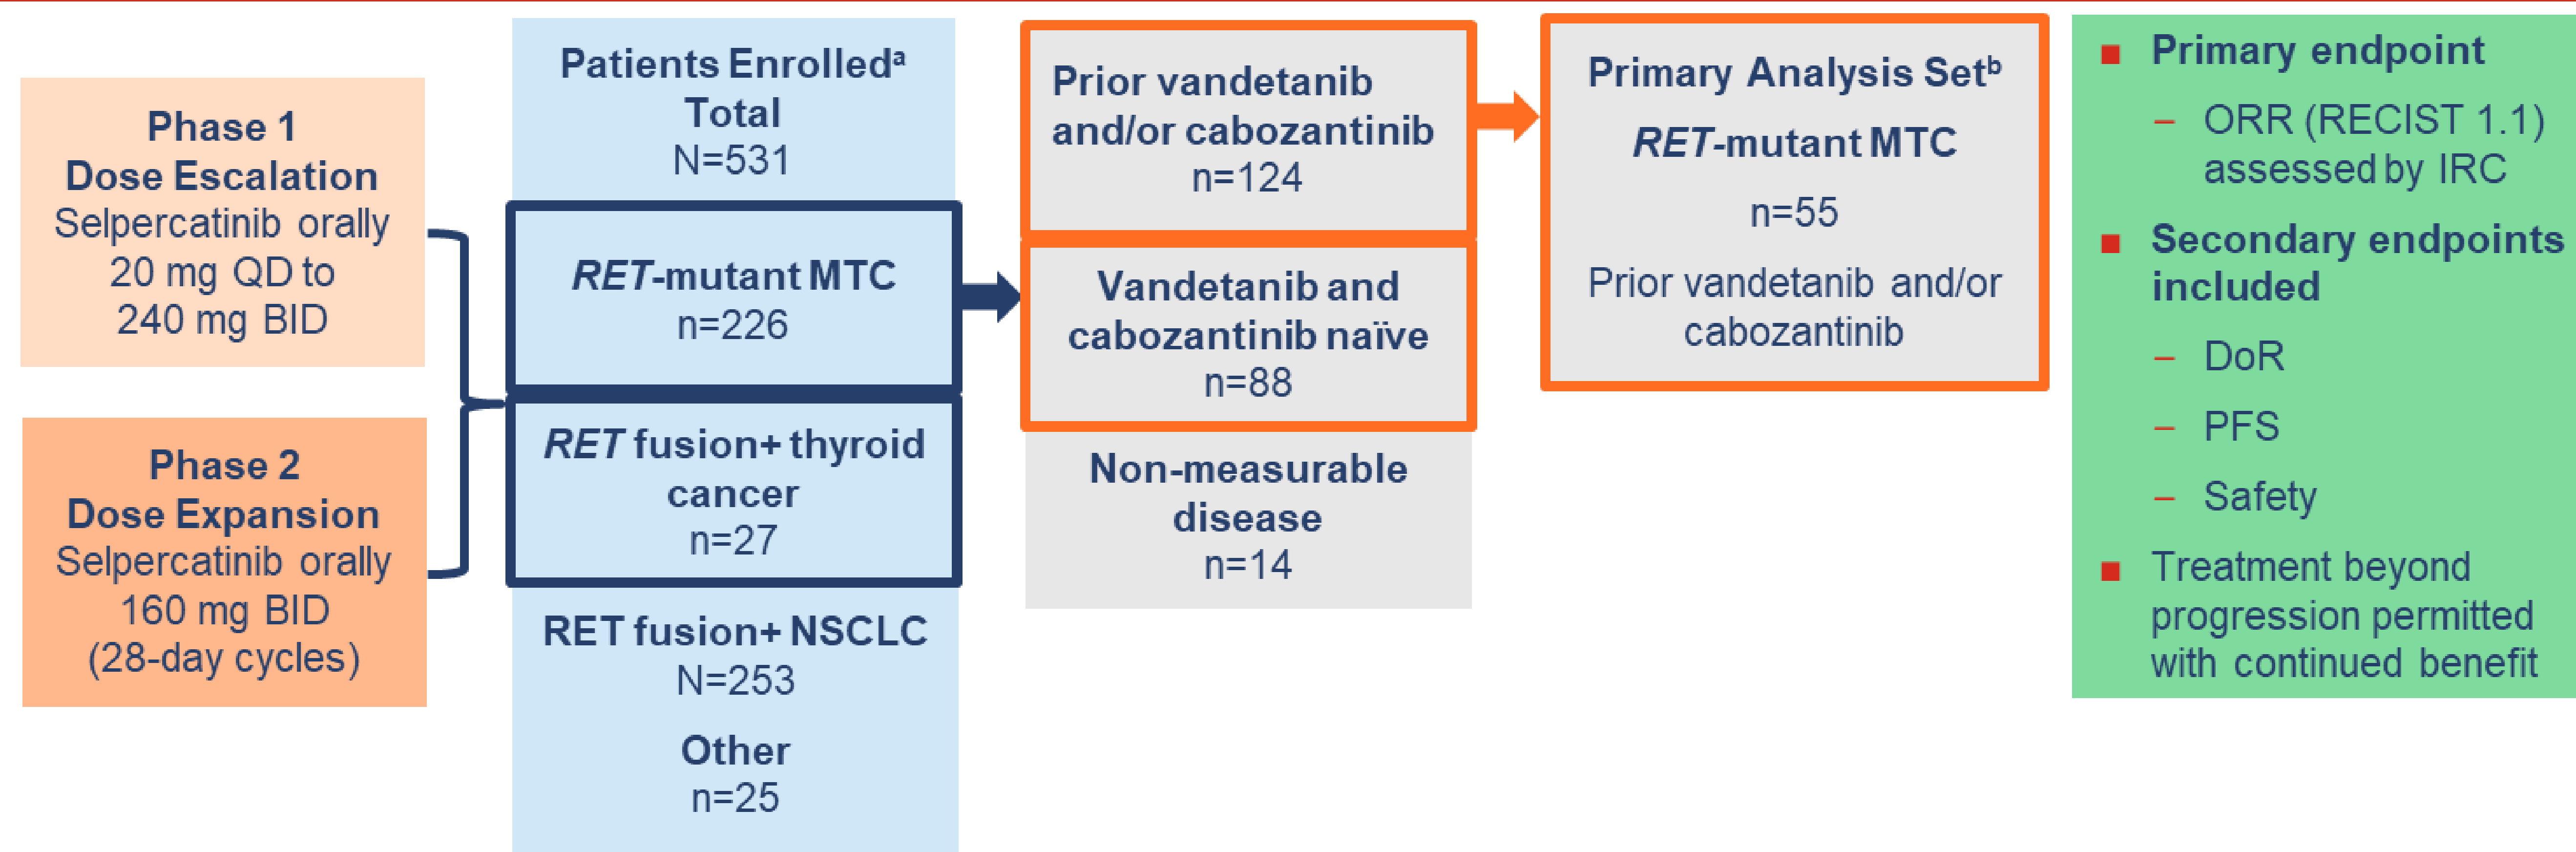 Phase 1
Dose Escalation
Selpercatinib orally
20 mg QD to
240 mg BID
Phase 2
Dose Expansion
Selpercatinib orally
160 mg BID
(28-day cycles)
Patients Enrolledᵃ
Total
N=531
RET-mutant MTC
n=226
RET fusion+ thyroid
cancer
n=27
RET fusion+ NSCLC
N=253
Other
n=25
Prior vandetanib
and/or cabozantinib
n=124
Vandetanib and
cabozantinib naïve
n=88
Non-measurable
disease
n=14
Primary Analysis Setᵇ
RET-mutant MTC
n=55
Prior vandetanib and/or
cabozantinib
■ Primary endpoint
– ORR (RECIST 1.1)
assessed by IRC
■ Secondary endpoints
included
– DoR
– PFS
– Safety
■ Treatment beyond
progression permitted
with continued benefit